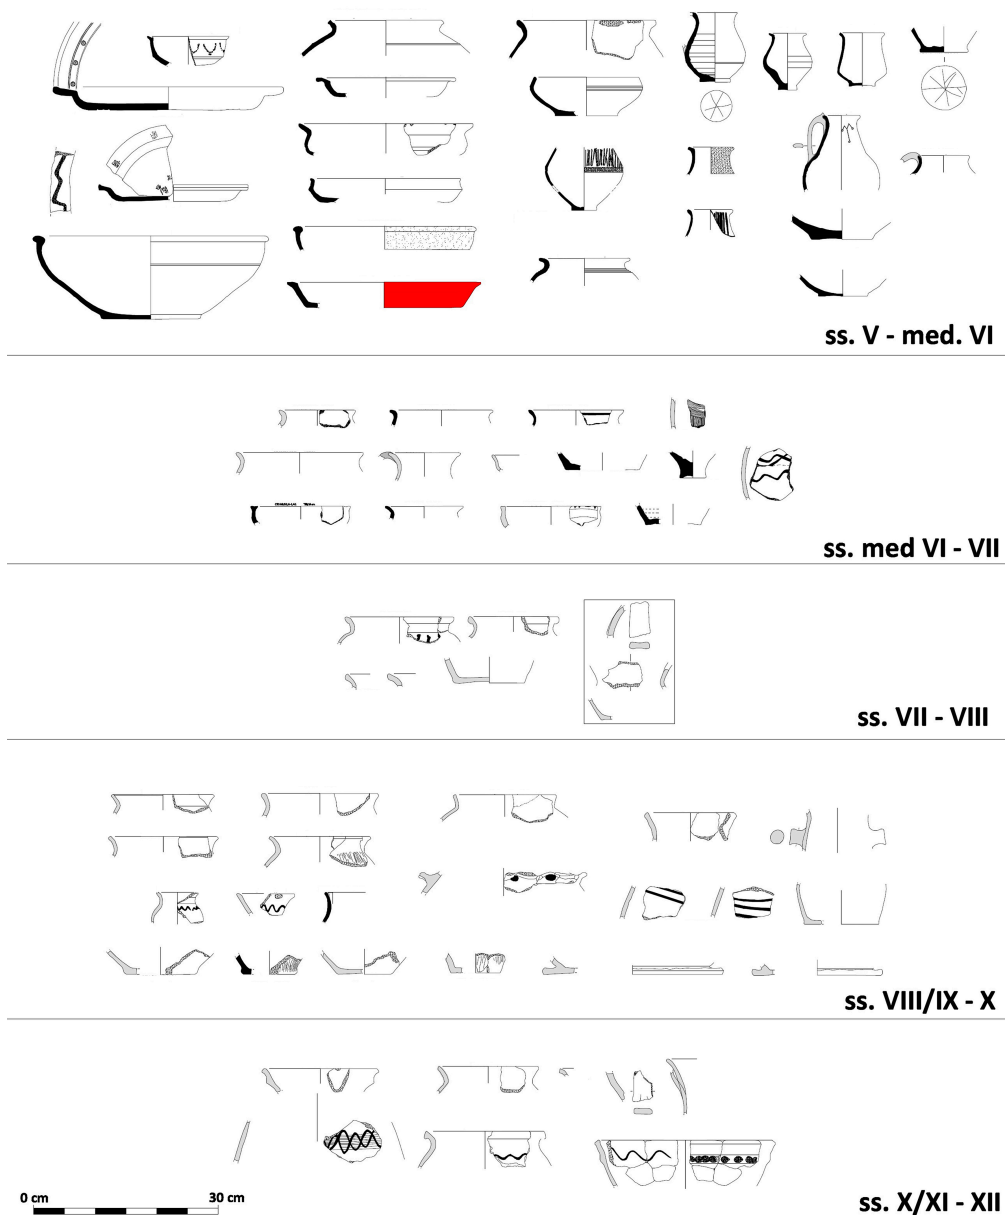 ss. V - med. VI
ss. med VI - VII
ss. VII - VIII
ss. VIII/IX - X
0 cm 30 cm
ss. X/XI - XII